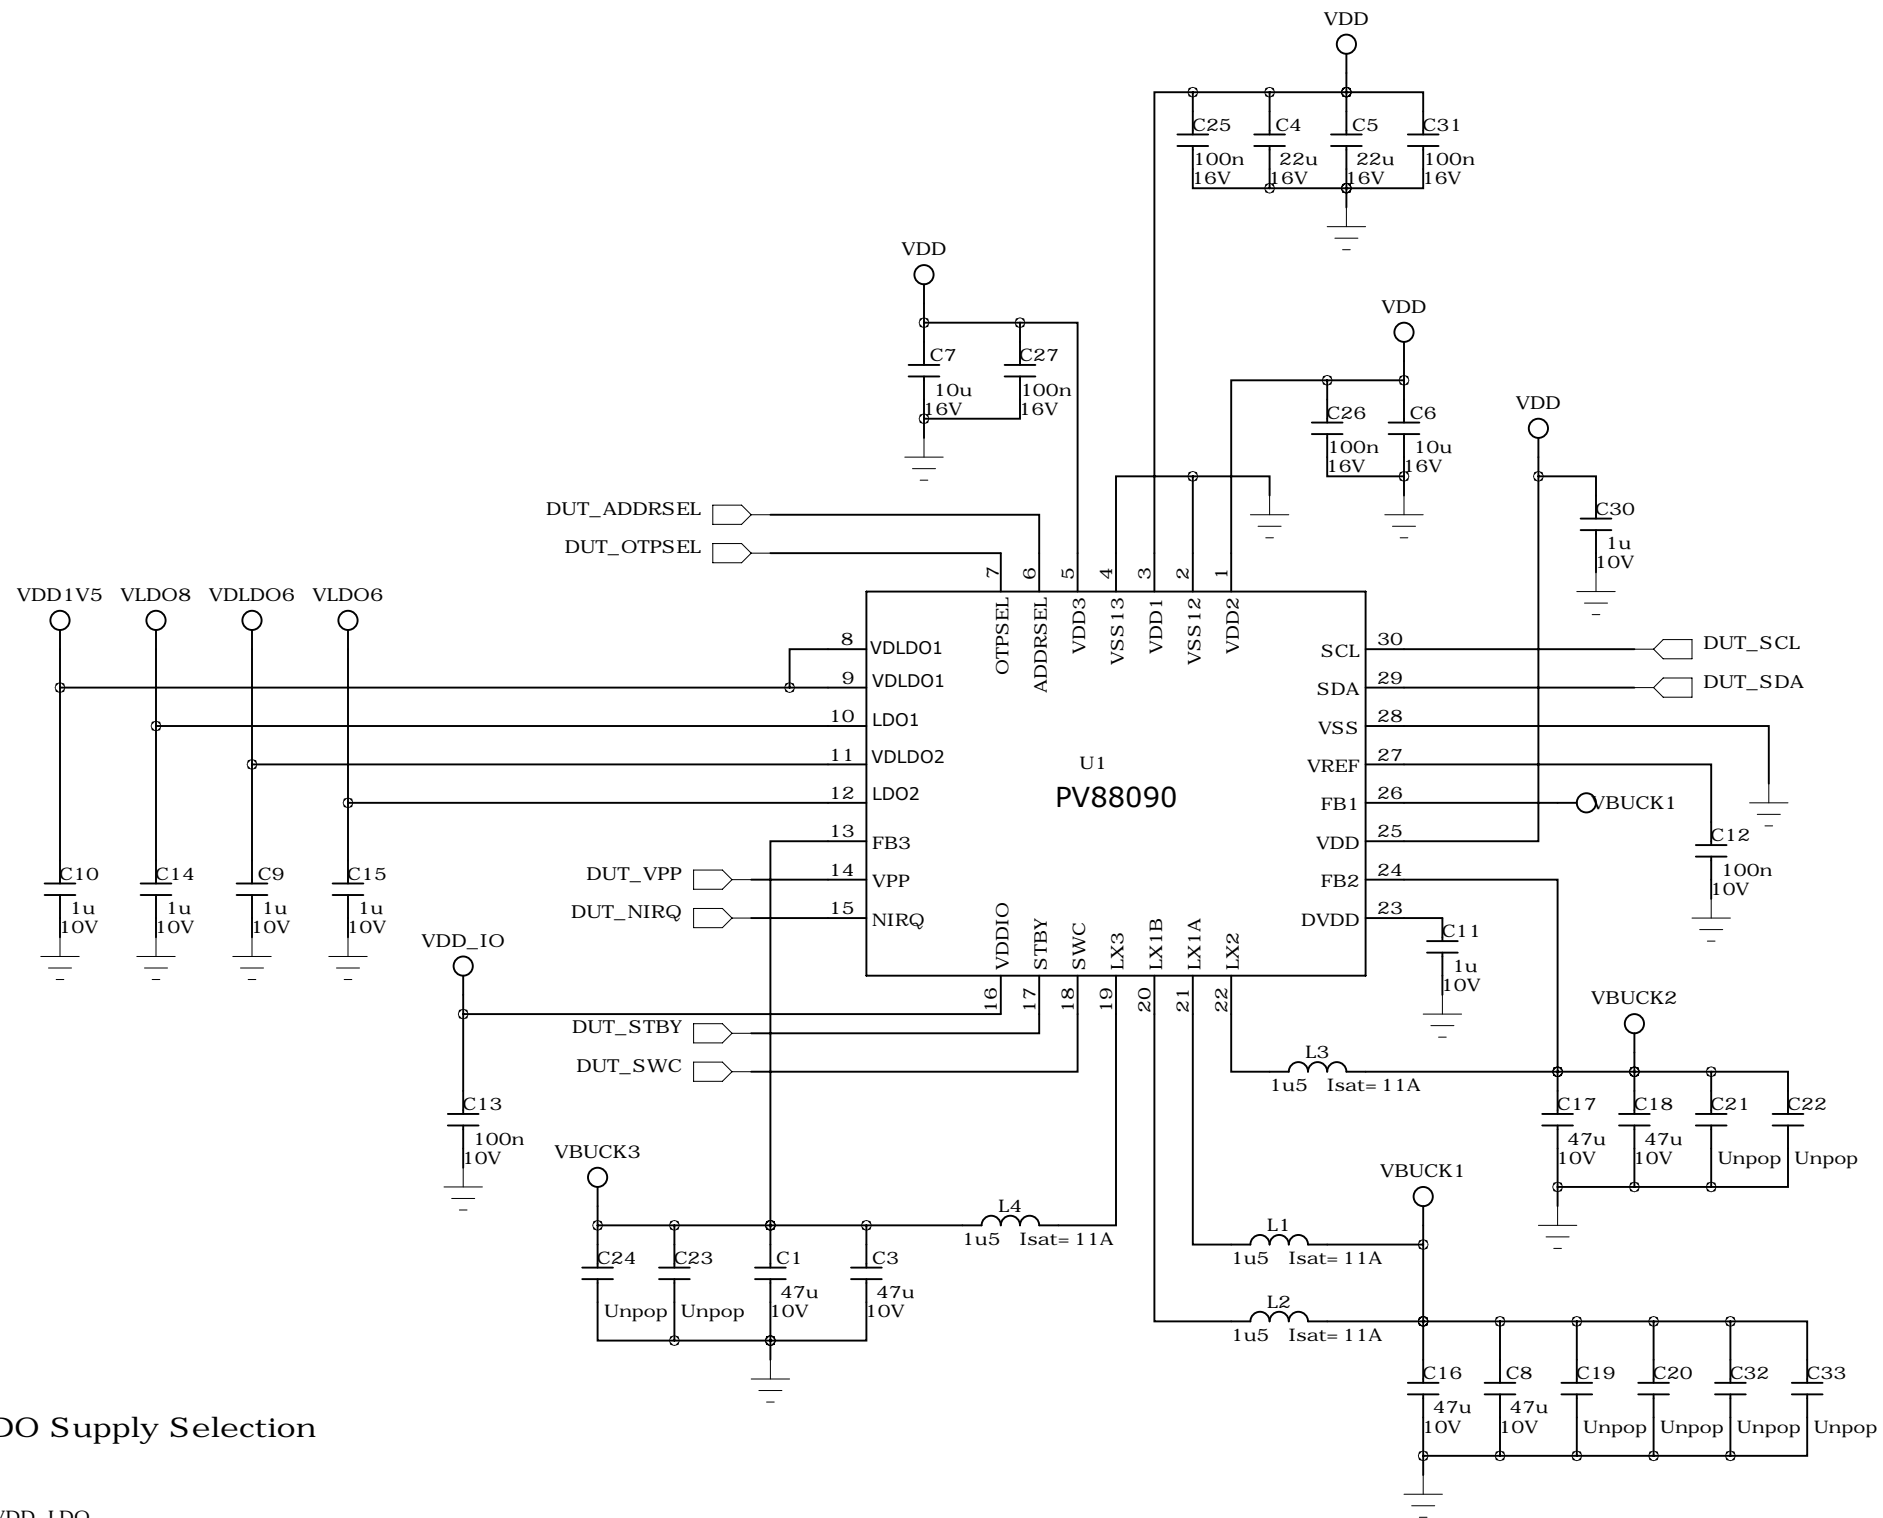 VDD
C25
100n
16V
C4
22u
16V
C5
22u
16V
C31
100n
16V
VDD
C7
10u
16V
C27
100n
16V
VDD
C26
100n
16V
C6
10u
16V
VDD
C30
1u
10V
DUT_ADDRSEL
DUT_OTPSEL
7
6
5
4
3
2
1
OTPSEL
ADDRSEL
VDD3
VSS13
VDD1
VSS12
VDD2
VDD1V5
VLDO8
VDLDO6
VLDO6
8
VDLDO1
9
VDLDO1
10
LDO1
11
VDLDO2
12
LDO2
13
FB3
DUT_VPP
14
VPP
DUT_NIRQ
15
NIRQ
U1
PV88090
SCL
30
DUT_SCL
SDA
29
DUT_SDA
VSS
28
VREF
27
FB1
26
VBUCK1
VDD
25
FB2
24
DVDD
23
C12
100n
10V
C11
1u
10V
C10
1u
10V
C14
1u
10V
C9
1u
10V
C15
1u
10V
VDDIO
STBY
SWC
LX3
LX1B
LX1A
LX2
16
17
18
19
20
21
22
VDD_IO
DUT_STBY
DUT_SWC
C13
100n
10V
VBUCK2
L3
1u5 Isat=11A
C17
47u
10V
C18
47u
10V
C21
Unpop
C22
Unpop
VBUCK3
L4
1u5 Isat=11A
C24
Unpop
C23
Unpop
C1
47u
10V
C3
47u
10V
VBUCK1
L1
1u5 Isat=11A
L2
1u5 Isat=11A
C16
47u
10V
C8
47u
10V
C19
Unpop
C20
Unpop
C32
Unpop
C33
Unpop
DO Supply Selection
VDD_LDO